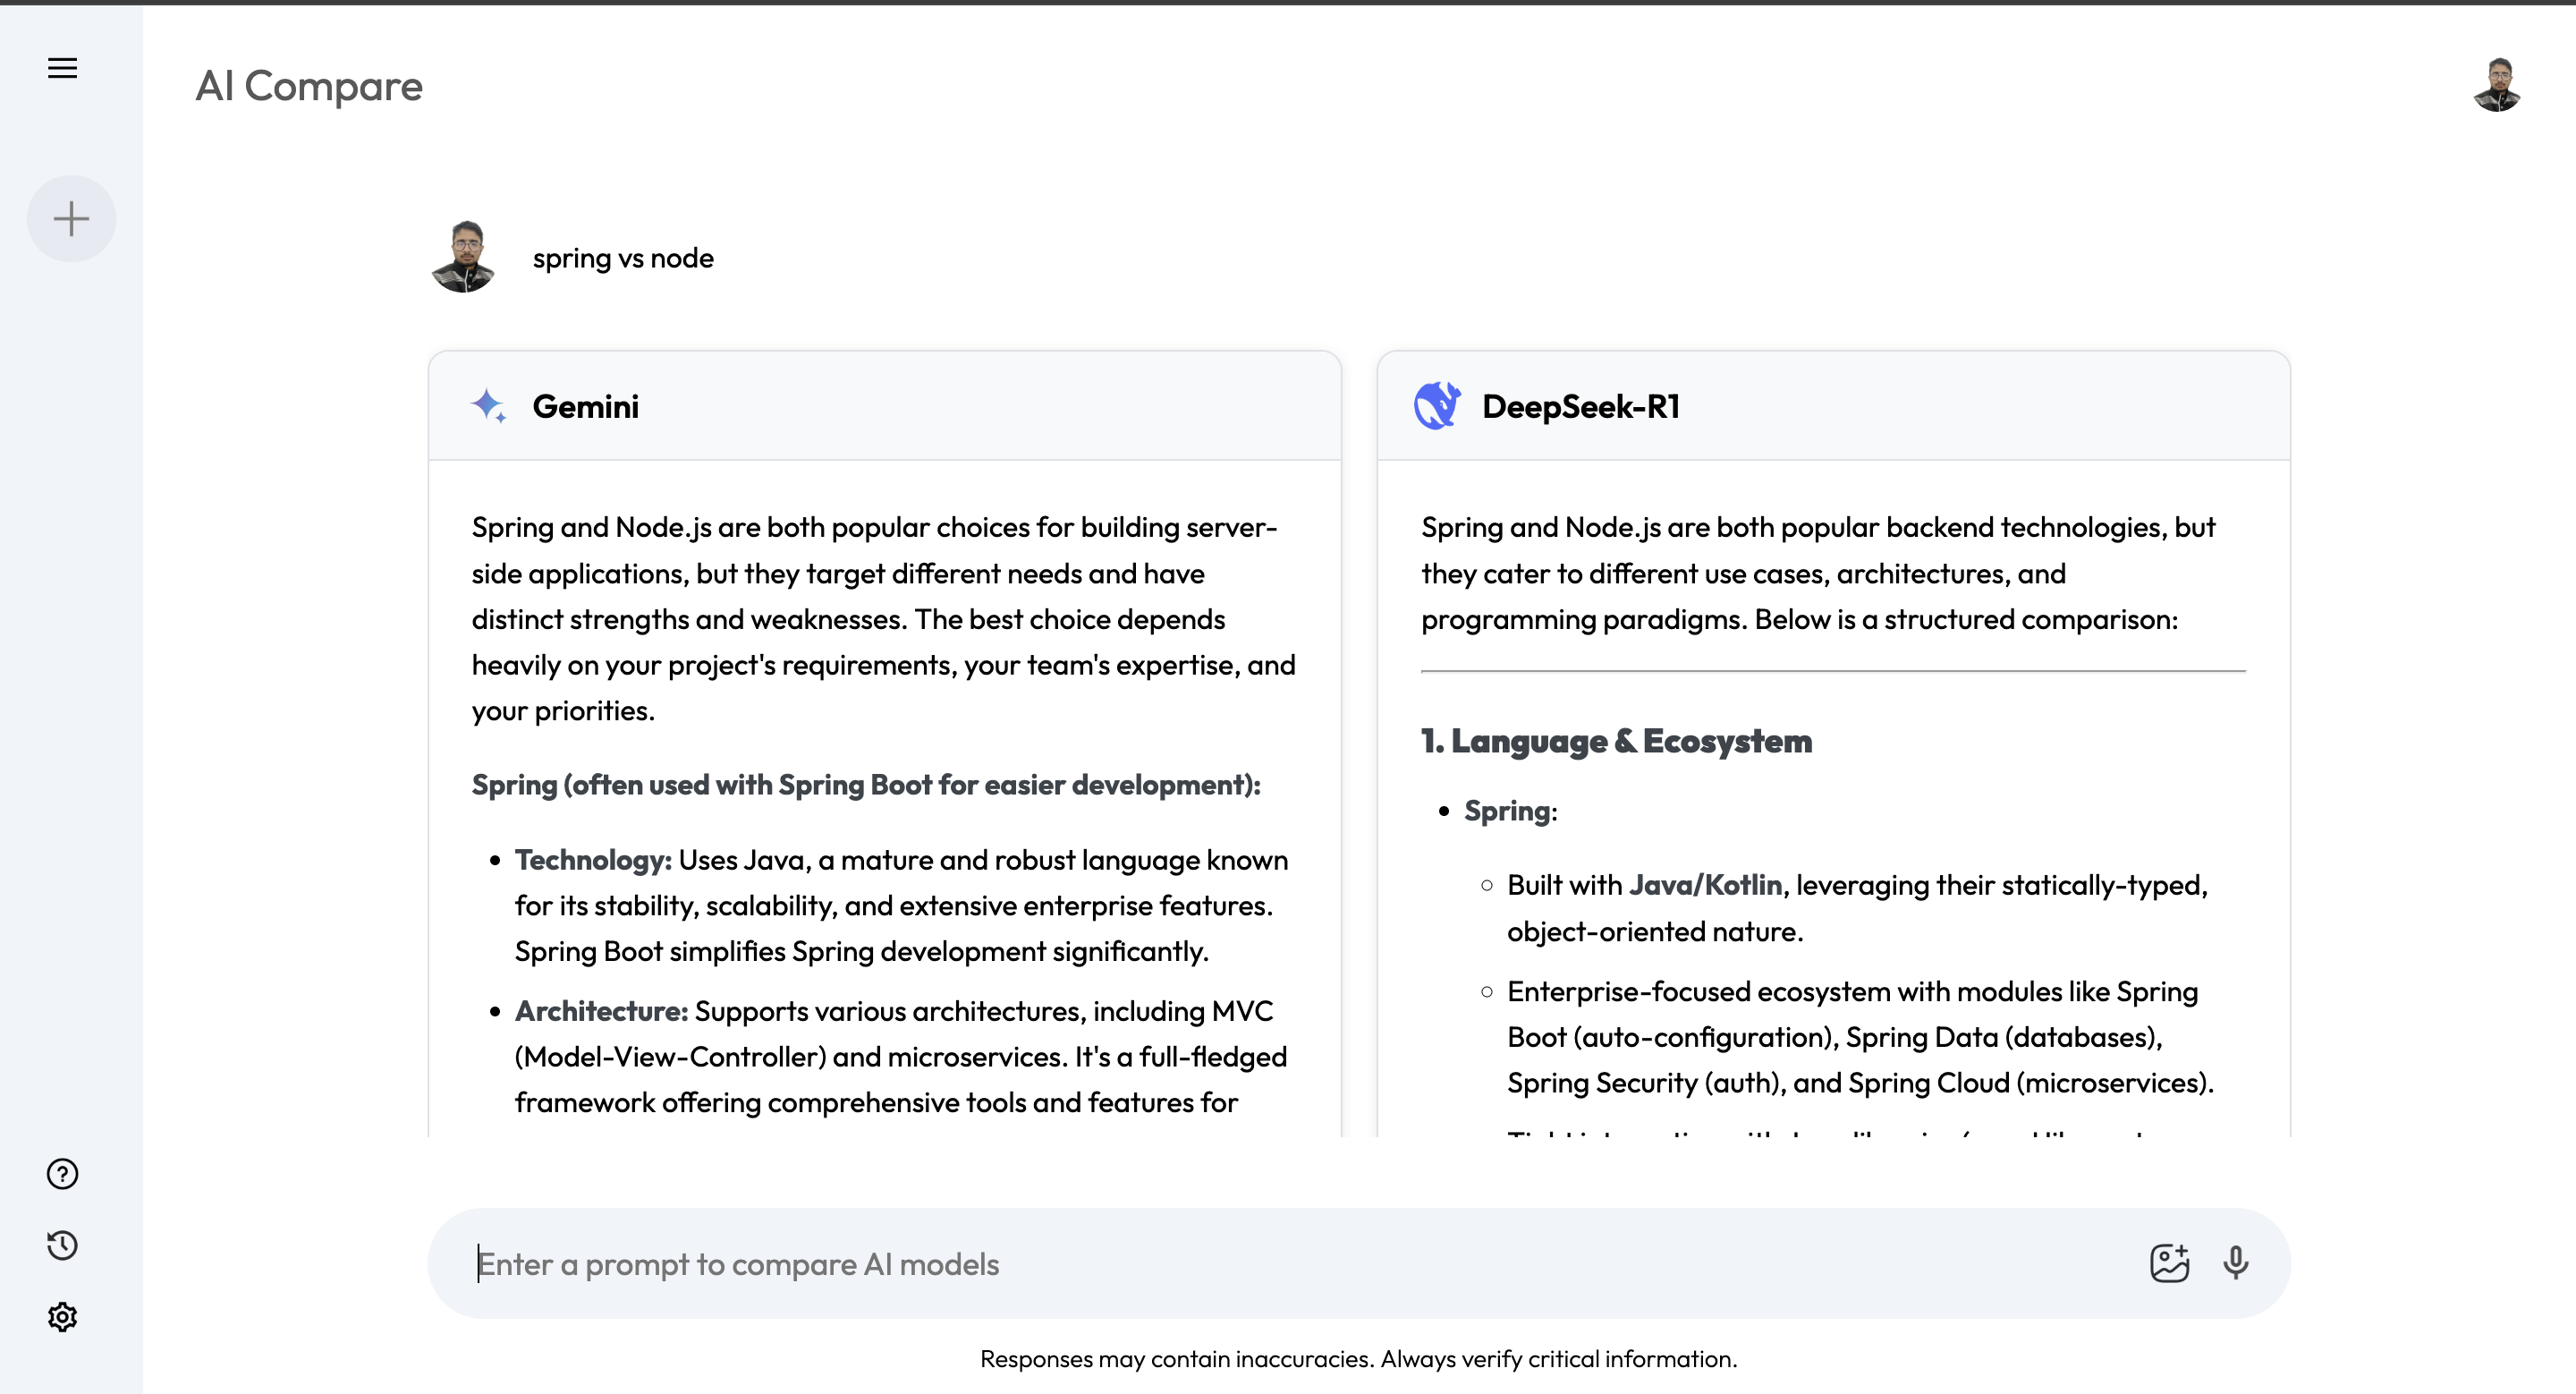 AI Compare
spring vs node
Gemini
Spring and Node.js are both popular choices for building server-
side applications, but they target different needs and have
distinct strengths and weaknesses. The best choice depends
heavily on your project's requirements, your team's expertise, and
your priorities.
Spring (often used with Spring Boot for easier development):
• Technology: Uses Java, a mature and robust language known
for its stability, scalability, and extensive enterprise features.
Spring Boot simplifies Spring development significantly.
• Architecture: Supports various architectures, including MVC
(Model-View-Controller) and microservices. It's a full-fledged
framework offering comprehensive tools and features for
DeepSeek-R1
Spring and Node.js are both popular backend technologies, but
they cater to different use cases, architectures, and
programming paradigms. Below is a structured comparison:
1. Language & Ecosystem
• Spring:
○ Built with Java/Kotlin, leveraging their statically-typed,
object-oriented nature.
○ Enterprise-focused ecosystem with modules like Spring
Boot (auto-configuration), Spring Data (databases),
Spring Security (auth), and Spring Cloud (microservices).
Enter a prompt to compare AI models
Responses may contain inaccuracies. Always verify critical information.